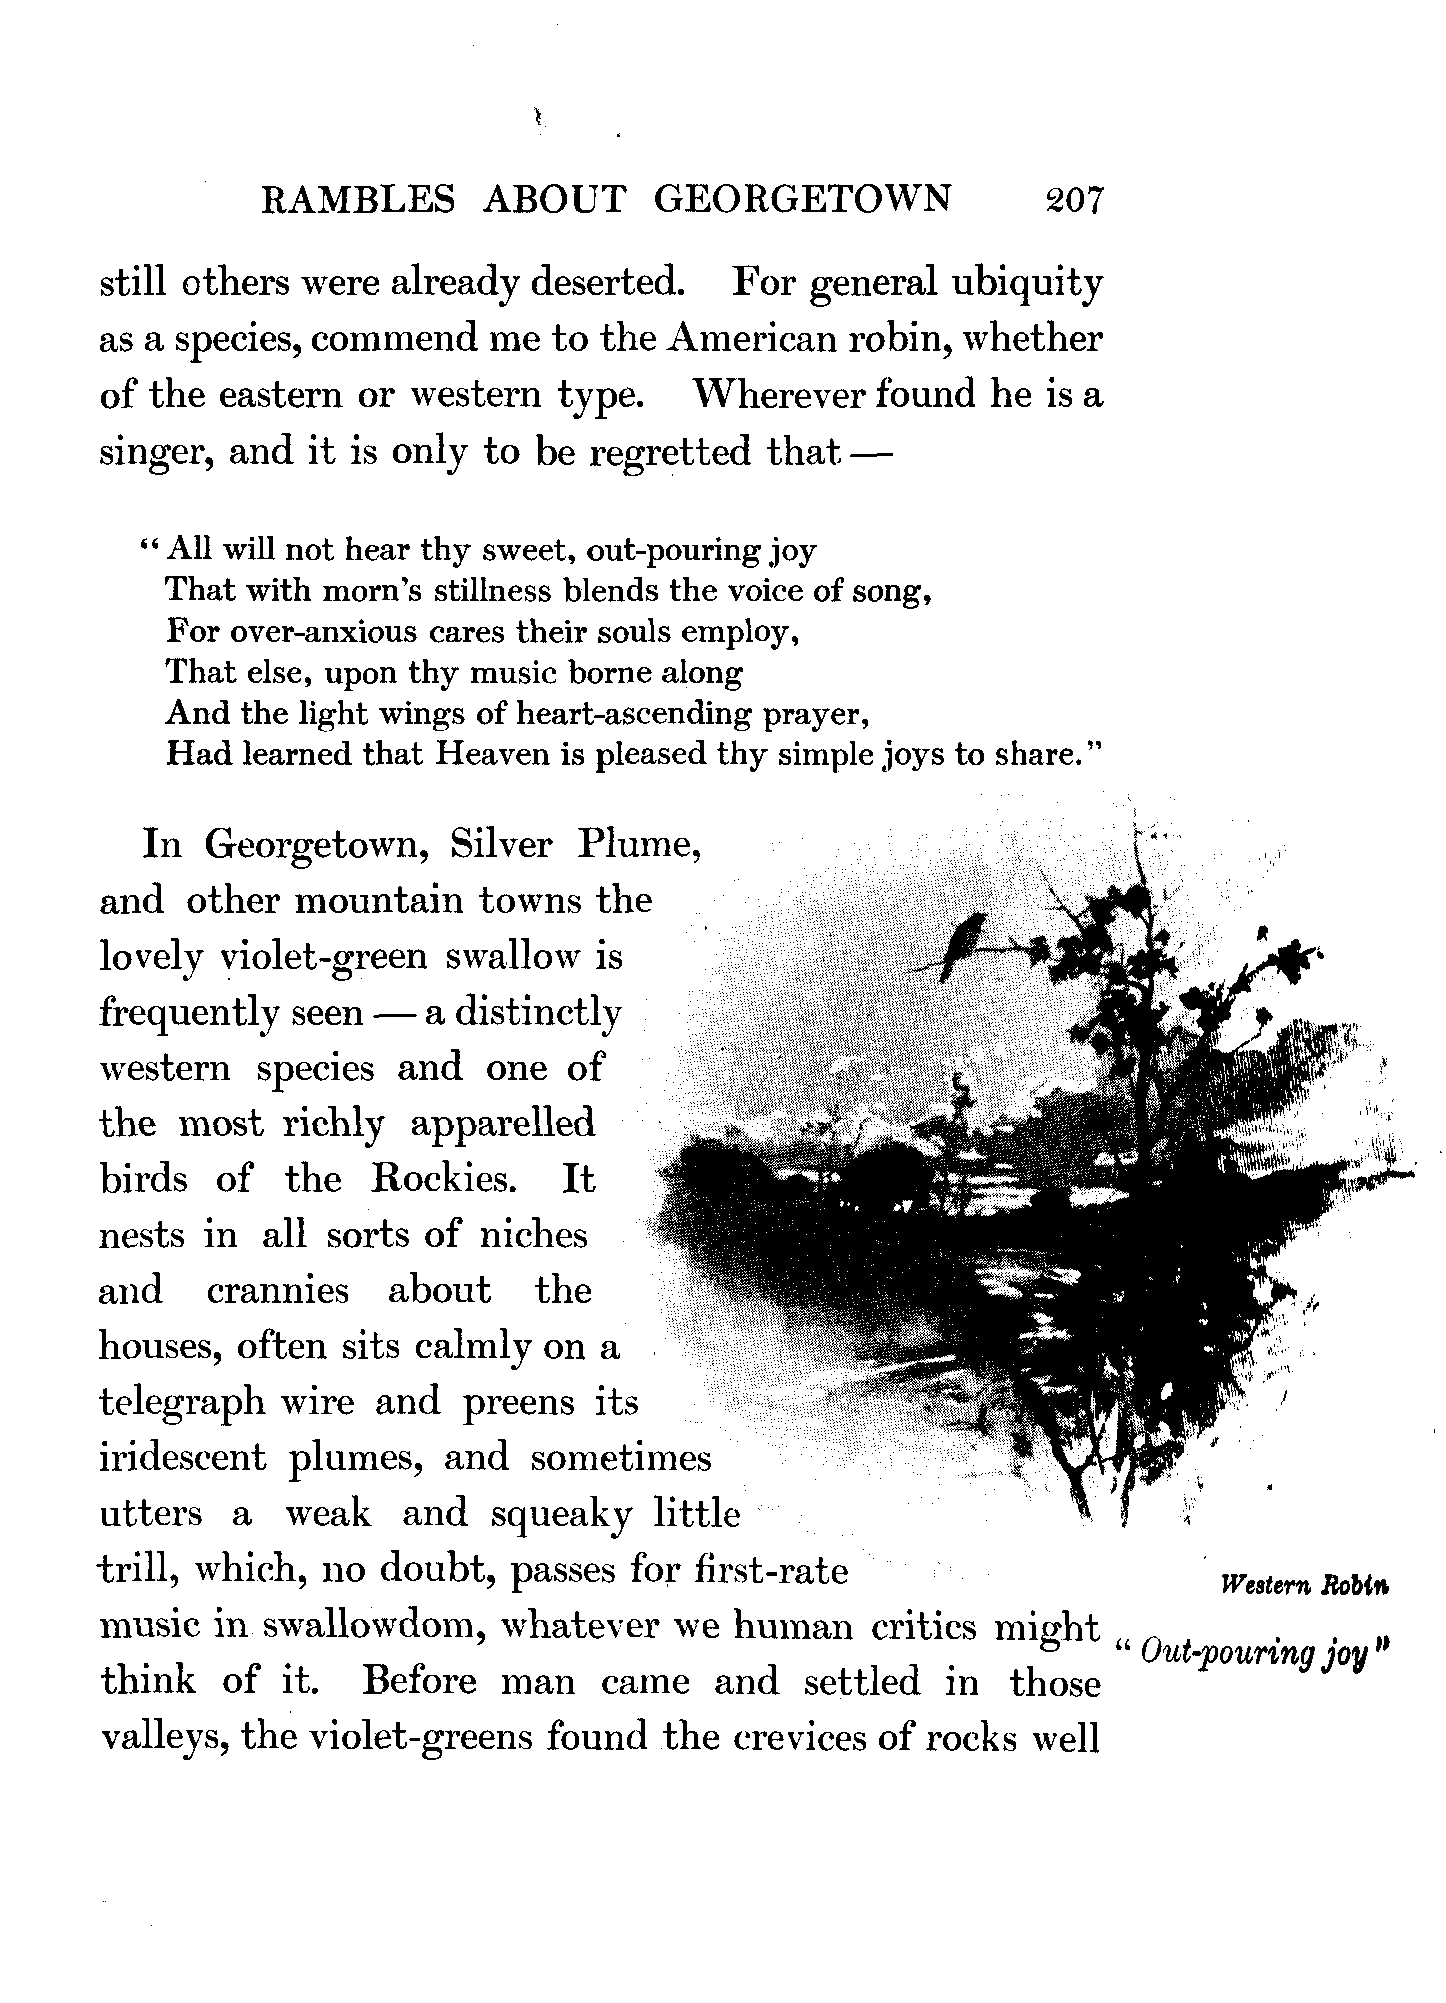 RAMBLES ABOUT GEORGETOWN 207
still others were already deserted. For general ubiquity
as a species, commend me to the American robin, whether
of the eastern or western type. Wherever found he is a
singer, and it is only to be regretted that —
“ All will not hear thy sweet, out-pouring joy
That with morn’s stillness blends the voice of song,
For over-anxious cares their souls employ,
That else, upon thy music borne along
And the light wings of heart-ascending prayer,
Had learned that Heaven is pleased thy simple joys to share.”
In Georgetown, Silver Plume,
and other mountain towns the
lovely violet-green swallow is
frequently seen — a distinctly
western species and one of
the most richly apparelled
birds of the Rockies. It
nests in all sorts of niches
and crannies about the
houses, often sits calmly on a
telegraph wire and preens its
iridescent plumes, and sometimes
utters a weak and squeaky little
trill, which, no doubt, passes for first-rate
music in swallowdom, whatever we human critics might
think of it. Before man came and settled in those
valleys, the violet-greens found the crevices of rocks well
Western Robin
“ Out-pouring joy ”